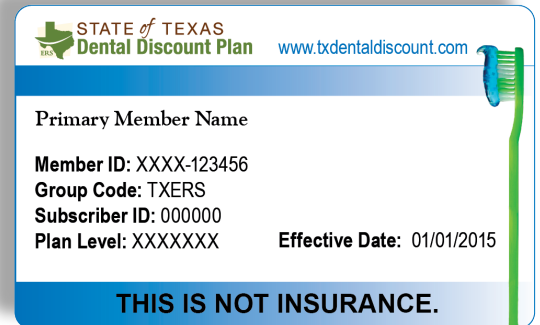 STATE of TEXAS
Dental Discount Plan
ERS
www.txdentaldiscount.com
Primary Member Name
Member ID: XXXX-123456
Group Code: TXERS
Subscriber ID: 000000
Plan Level: XXXXXXX
Effective Date: 01/01/2015
THIS IS NOT INSURANCE.